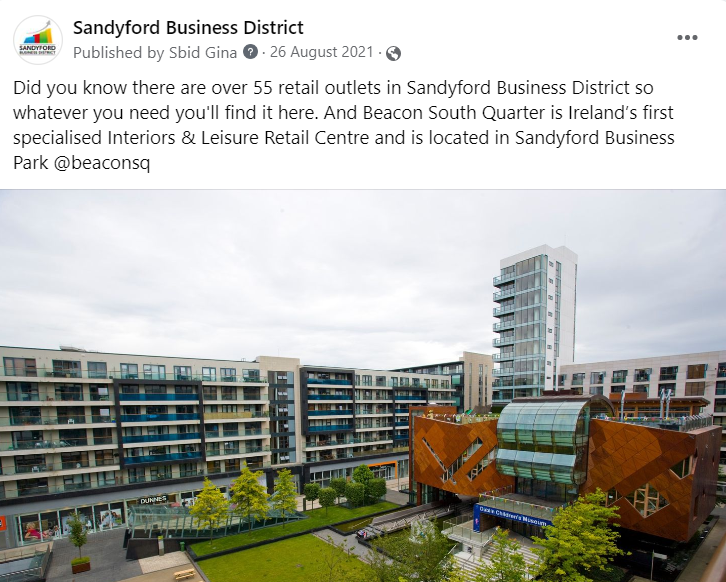 Sandyford Business District
Published by Sbid Gina · 26 August 2021 ·
Did you know there are over 55 retail outlets in Sandyford Business District so
whatever you need you'll find it here. And Beacon South Quarter is Ireland’s first
specialised Interiors & Leisure Retail Centre and is located in Sandyford Business
Park @beaconsq
SANDYFORD
BUSINESS DISTRICT
DUNNES
Dublin Children's Museum